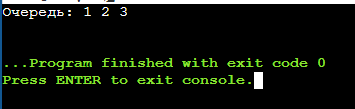 Очередь: 1 2 3
...Program finished with exit code 0
Press ENTER to exit console.